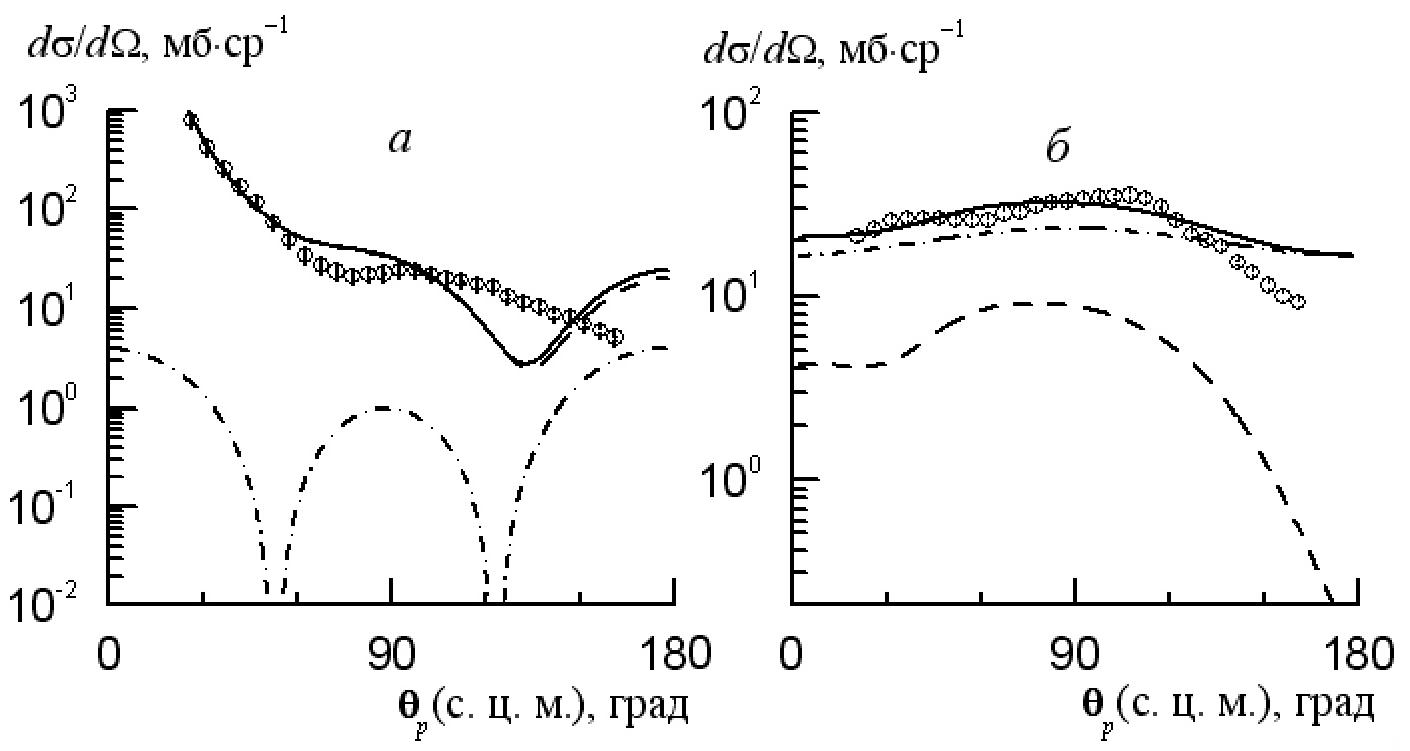 dσ/dΩ, мб·ср⁻¹
dσ/dΩ, мб·ср⁻¹
а
б
10³
10²
10¹
10⁰
10⁻¹
10⁻²
10²
10¹
10⁰
0 90 180
0 90 180
θₚ(с. ц. м.), град
θₚ(с. ц. м.), град